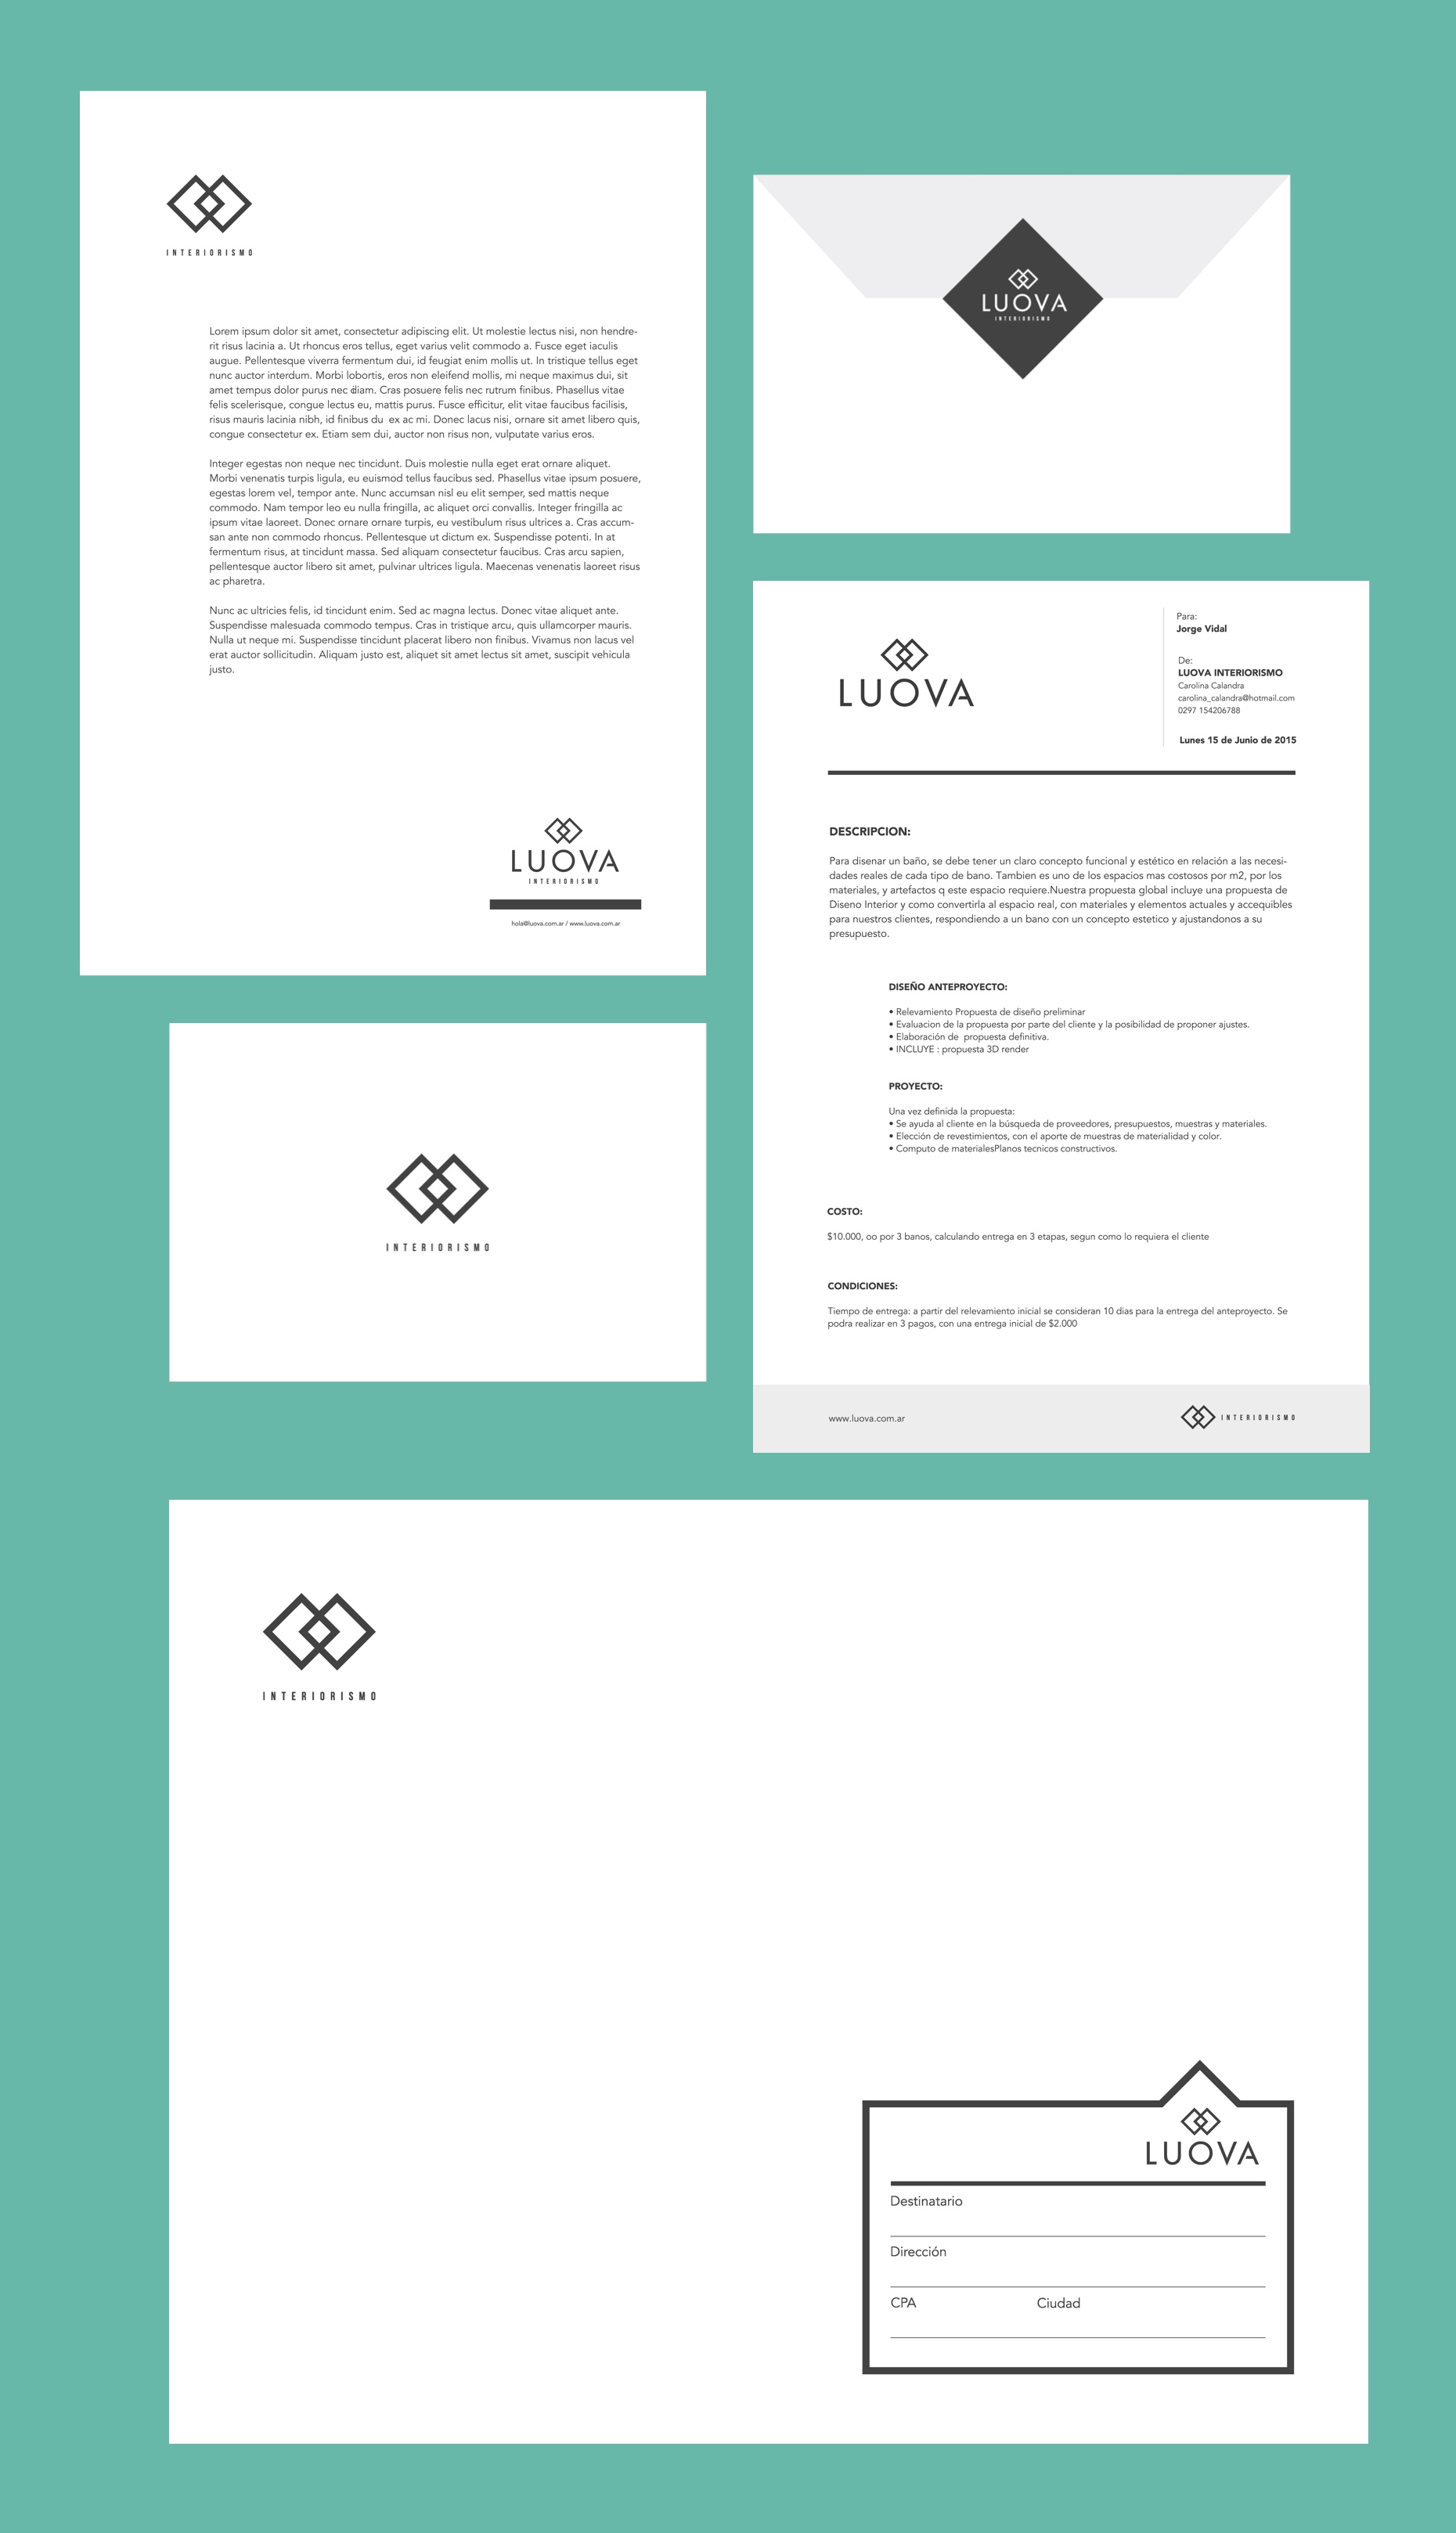 INTERIORISMO
Lorem ipsum dolor sit amet, consectetur adipiscing elit. Ut molestie lectus nisi, non hendre-
rit risus lacinia a. Ut rhoncus eros tellus, eget varius velit commodo a. Fusce eget iaculis
augue. Pellentesque viverra fermentum dui, id feugiat enim mollis ut. In tristique tellus eget
nunc auctor interdum. Morbi lobortis, eros non eleifend mollis, mi neque maximus dui, sit
amet tempus dolor purus nec diam. Cras posuere felis nec rutrum finibus. Phasellus vitae
felis scelerisque, congue lectus eu, mattis purus. Fusce efficitur, elit vitae faucibus facilisis,
risus mauris lacinia nibh, id finibus du  ex ac mi. Donec lacus nisi, ornare sit amet libero quis,
congue consectetur ex. Etiam sem dui, auctor non risus non, vulputate varius eros.
Integer egestas non neque nec tincidunt. Duis molestie nulla eget erat ornare aliquet.
Morbi venenatis turpis ligula, eu euismod tellus faucibus sed. Phasellus vitae ipsum posuere,
egestas lorem vel, tempor ante. Nunc accumsan nisl eu elit semper, sed mattis neque
commodo. Nam tempor leo eu nulla fringilla, ac aliquet orci convallis. Integer fringilla ac
ipsum vitae laoreet. Donec ornare ornare turpis, eu vestibulum risus ultrices a. Cras accum-
san ante non commodo rhoncus. Pellentesque ut dictum ex. Suspendisse potenti. In at
fermentum risus, at tincidunt massa. Sed aliquam consectetur faucibus. Cras arcu sapien,
pellentesque auctor libero sit amet, pulvinar ultrices ligula. Maecenas venenatis laoreet risus
ac pharetra.
Nunc ac ultricies felis, id tincidunt enim. Sed ac magna lectus. Donec vitae aliquet ante.
Suspendisse malesuada commodo tempus. Cras in tristique arcu, quis ullamcorper mauris.
Nulla ut neque mi. Suspendisse tincidunt placerat libero non finibus. Vivamus non lacus vel
erat auctor sollicitudin. Aliquam justo est, aliquet sit amet lectus sit amet, suscipit vehicula
justo.
LUOVA
INTERIORISMO
hola@luova.com.ar / www.luova.com.ar
LUOVA
INTERIORISMO
LUOVA
Para:
Jorge Vidal
De:
LUOVA INTERIORISMO
Carolina Calandra
carolina_calandra@hotmail.com
0297 154206788
Lunes 15 de Junio de 2015
DESCRIPCION:
Para disenar un baño, se debe tener un claro concepto funcional y estético en relación a las necesi-
dades reales de cada tipo de bano. Tambien es uno de los espacios mas costosos por m2, por los
materiales, y artefactos q este espacio requiere.Nuestra propuesta global incluye una propuesta de
Diseno Interior y como convertirla al espacio real, con materiales y elementos actuales y accequibles
para nuestros clientes, respondiendo a un bano con un concepto estetico y ajustandonos a su
presupuesto.
DISEÑO ANTEPROYECTO:
• Relevamiento Propuesta de diseño preliminar
• Evaluacion de la propuesta por parte del cliente y la posibilidad de proponer ajustes.
• Elaboración de  propuesta definitiva.
• INCLUYE : propuesta 3D render
PROYECTO:
Una vez definida la propuesta:
• Se ayuda al cliente en la búsqueda de proveedores, presupuestos, muestras y materiales.
• Elección de revestimientos, con el aporte de muestras de materialidad y color.
• Computo de materialesPlanos tecnicos constructivos.
COSTO:
$10.000, oo por 3 banos, calculando entrega en 3 etapas, segun como lo requiera el cliente
CONDICIONES:
Tiempo de entrega: a partir del relevamiento inicial se consideran 10 dias para la entrega del anteproyecto. Se
podra realizar en 3 pagos, con una entrega inicial de $2.000
www.luova.com.ar
INTERIORISMO
INTERIORISMO
INTERIORISMO
LUOVA
Destinatario
Dirección
CPA Ciudad